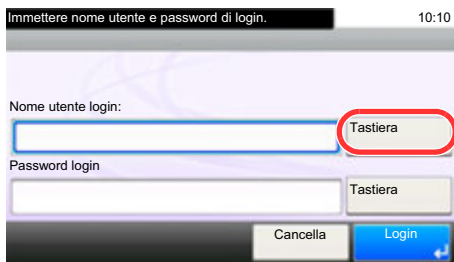 Immettere nome utente e password di login. 10:10
Nome utente login:
Tastiera
Password login
Tastiera
Cancella Login